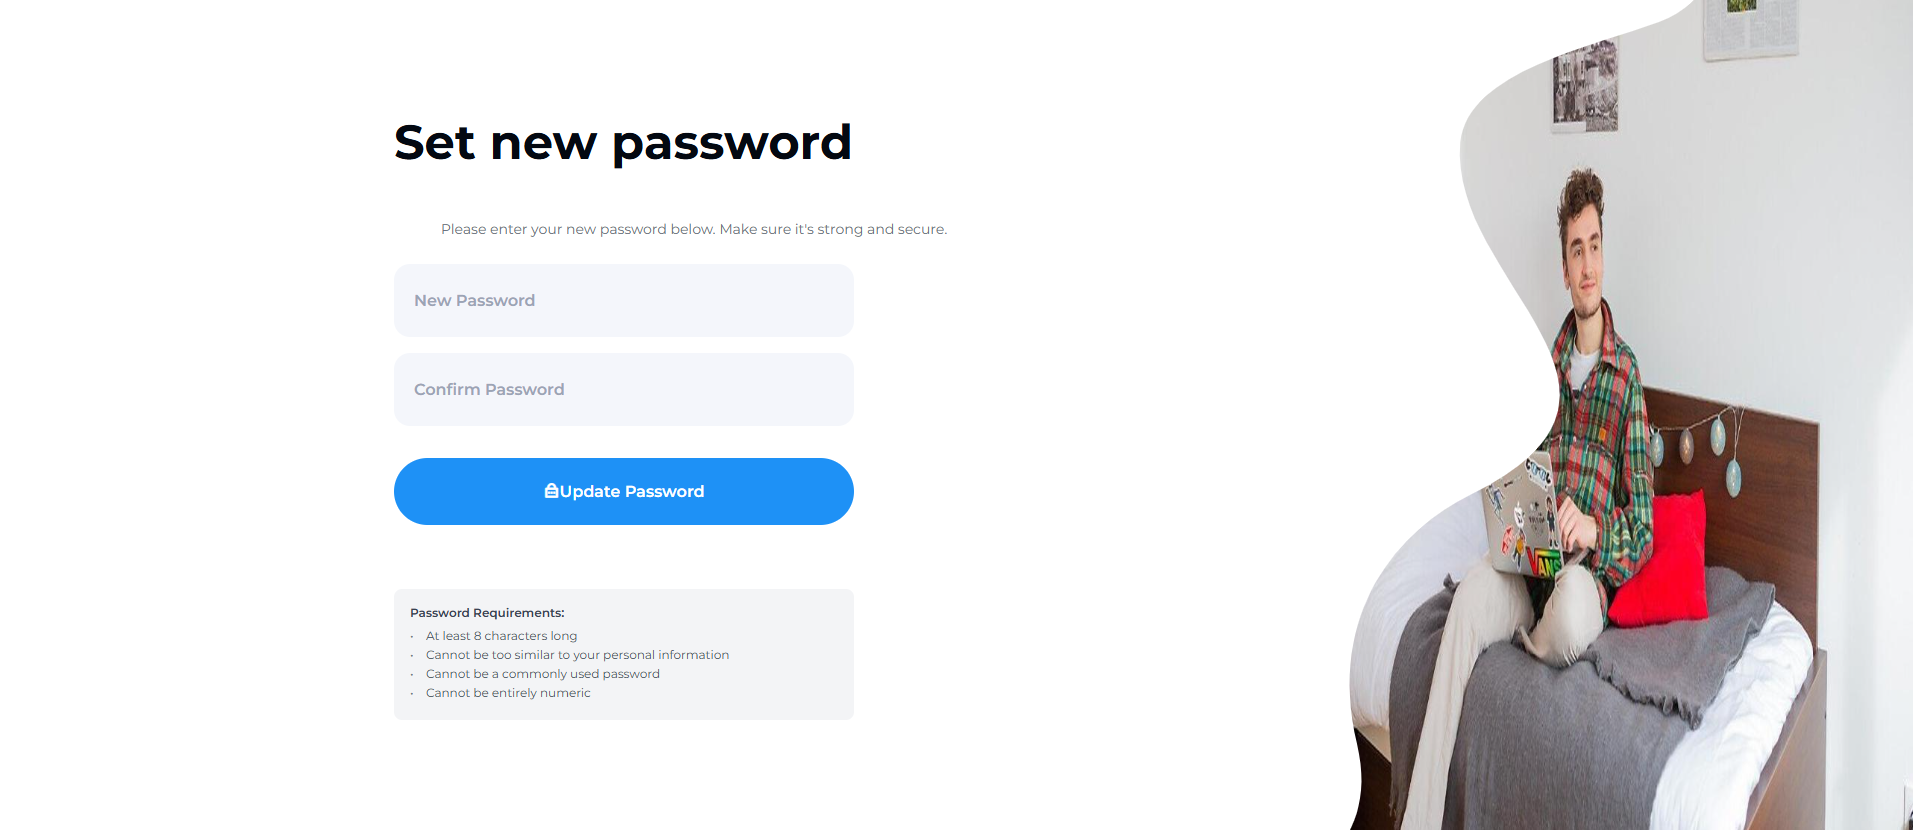 Set new password
Please enter your new password below. Make sure it's strong and secure.
New Password
Confirm Password
Update Password
Password Requirements:
· At least 8 characters long
· Cannot be too similar to your personal information
· Cannot be a commonly used password
· Cannot be entirely numeric
VANS